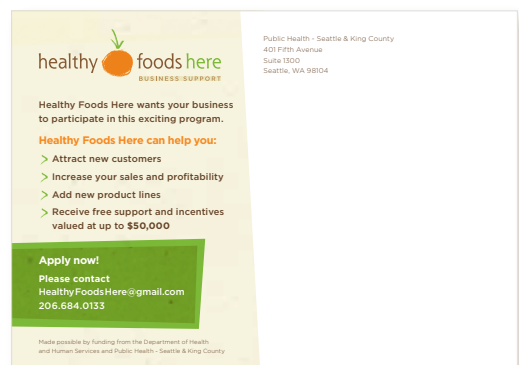 healthy foods here
BUSINESS SUPPORT
Healthy Foods Here wants your business
to participate in this exciting program.
Healthy Foods Here can help you:
Attract new customers
Increase your sales and profitability
Add new product lines
Receive free support and incentives
valued at up to $50,000
Apply now!
Please contact
HealthyFoodsHere@gmail.com
206.684.0133
Made possible by funding from the Department of Health
and Human Services and Public Health - Seattle & King County
Public Health - Seattle & King County
401 Fifth Avenue
Suite 1300
Seattle, WA 98104